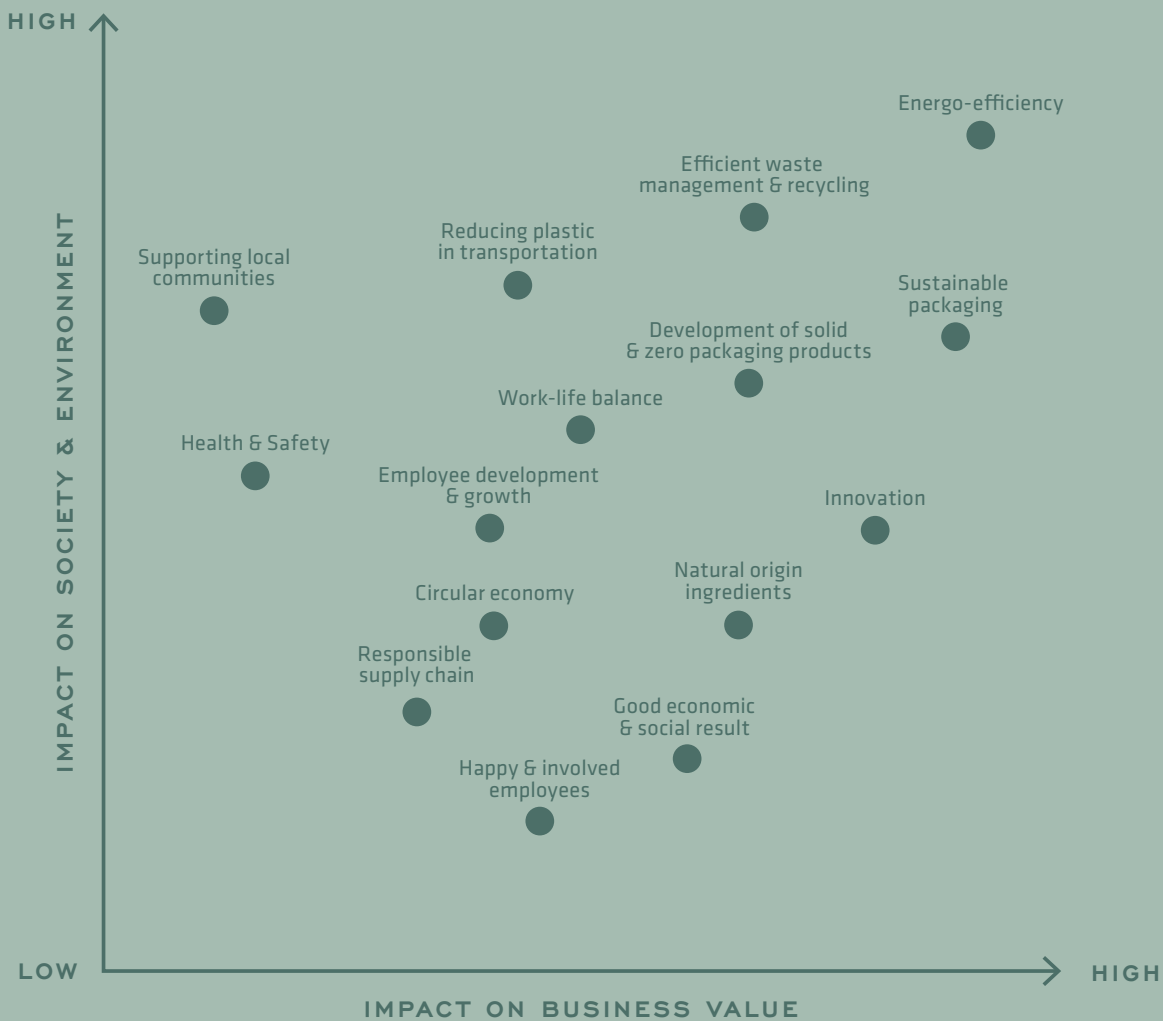 HIGH
Energo-efficiency
Efficient waste
management & recycling
Reducing plastic
in transportation
Supporting local
communities
Sustainable
packaging
Development of solid
& zero packaging products
Work-life balance
Health & Safety
Employee development
& growth
Innovation
Natural origin
ingredients
Circular economy
Responsible
supply chain
Good economic
& social result
Happy & involved
employees
IMPACT ON SOCIETY & ENVIRONMENT
LOW
HIGH
IMPACT ON BUSINESS VALUE